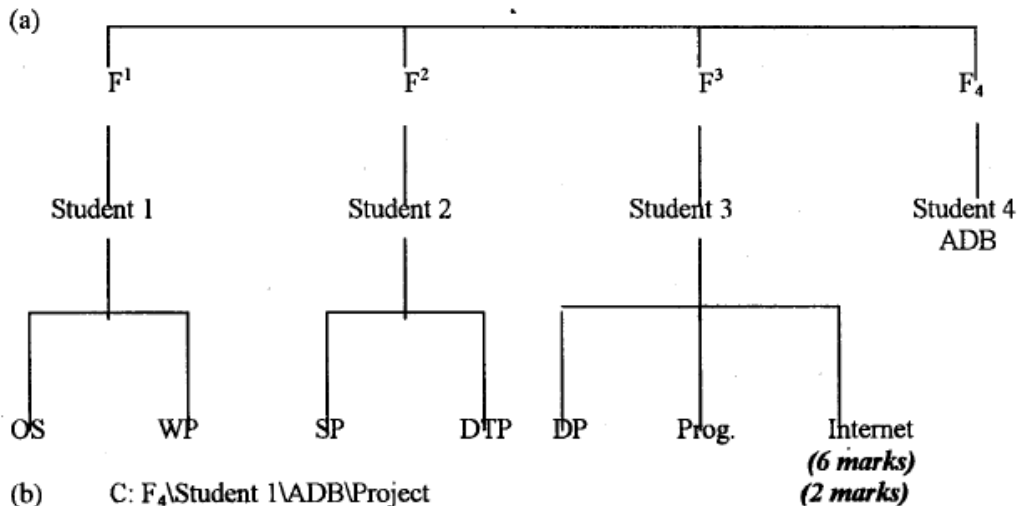 (a)
F¹ F² F³ F₄
Student 1 Student 2 Student 3 Student 4
ADB
OS WP SP DTP DP Prog. Internet
(6 marks)
(b) C: F₄\Student 1\ADB\Project (2 marks)